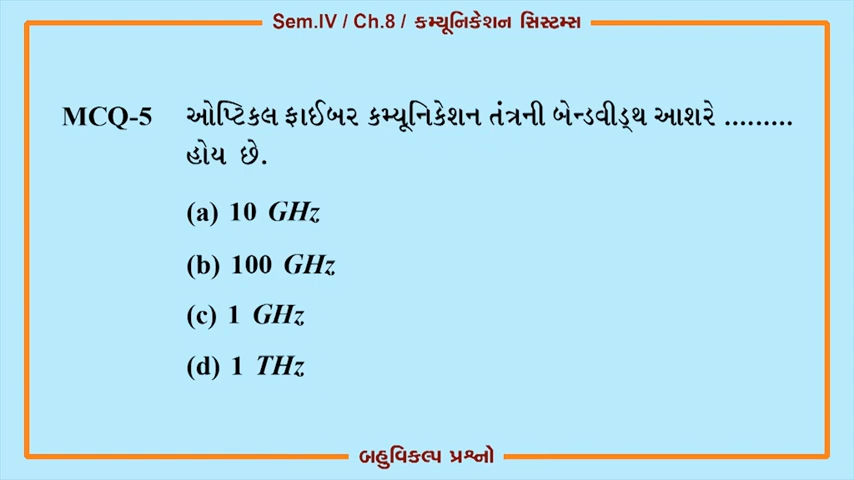 Sem.IV / Ch.8 / કમ્યૂનિકેશન સિસ્ટમ્સ
MCQ-5 ઓપ્ટિકલ ફાઈબર કમ્યૂનિકેશન તંત્રની બેન્ડવીડ્થ આશરે .........
હોય છે.
(a) 10 GHz
(b) 100 GHz
(c) 1 GHz
(d) 1 THz
બહુવિકલ્પ પ્રશ્નો